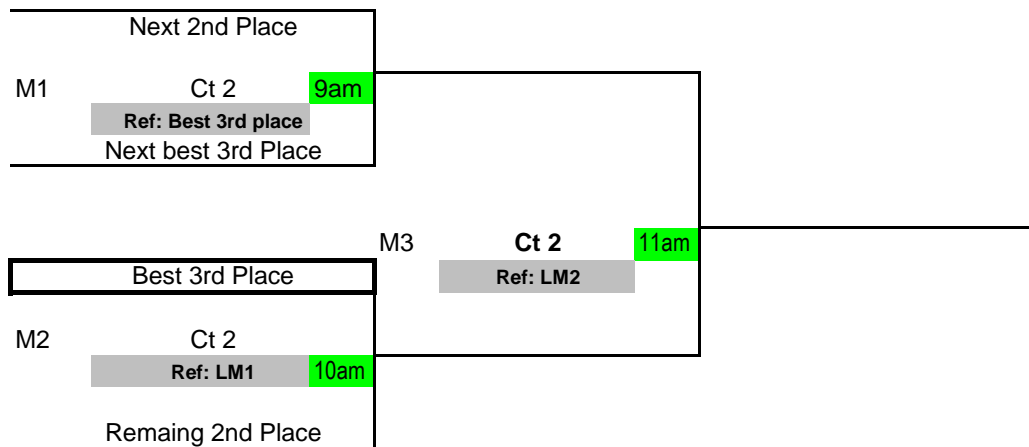 Next 2nd Place
M1 Ct 2 9am
Ref: Best 3rd place
Next best 3rd Place
M3 Ct 2 11am
Best 3rd Place
Ref: LM2
M2 Ct 2
Ref: LM1 10am
Remaing 2nd Place